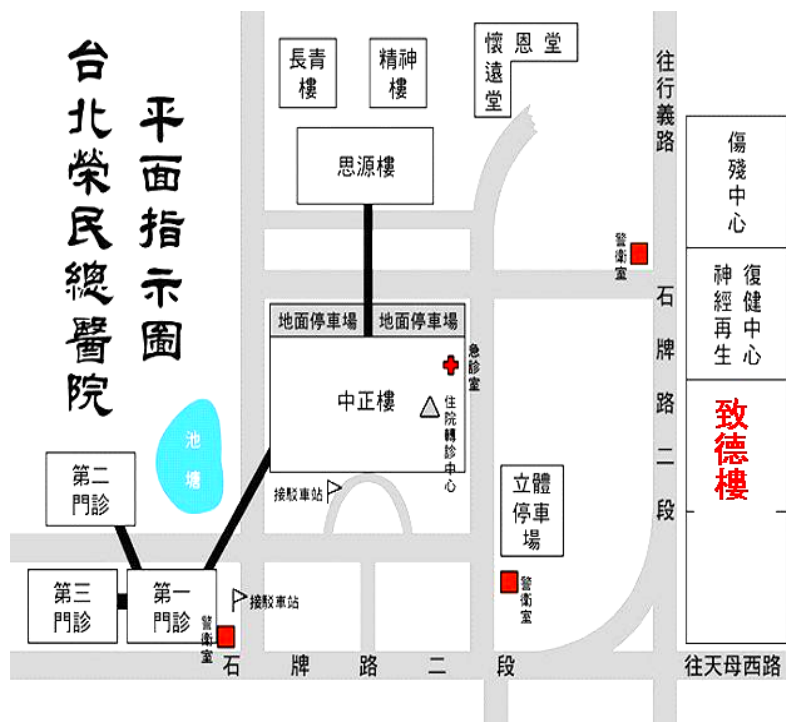 台北榮民總醫院
平面指示圖
長青
樓
精神
樓
懷恩堂
遠堂
往行義路
思源樓
傷殘中心
警衛室
復健中心
神經再生
地面停車場
地面停車場
石牌路二段
急診室
中正樓
住院轉診中心
致德樓
池塘
第二
門診
接駁車站
立體
停車
場
第三
門診
第一
門診
接駁車站
警衛室
警衛室
石牌路二段
往天母西路